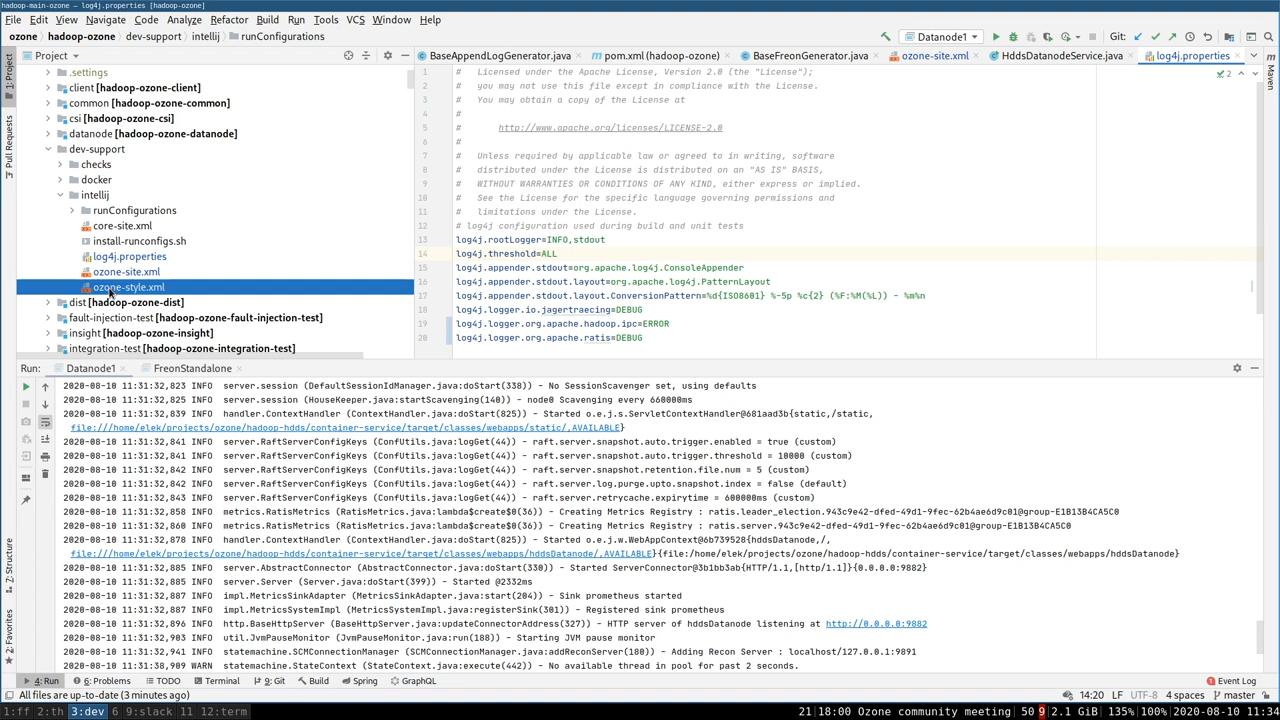 hadoop-main-ozone – log4j.properties [hadoop-ozone]
File Edit View Navigate Code Analyze Refactor Build Run Tools VCS Window Help
ozone hadoop-ozone dev-support intellij runConfigurations
Datanode1
Git:
Project
BaseAppendLogGenerator.java
pom.xml (hadoop-ozone)
BaseFreonGenerator.java
ozone-site.xml
HddsDatanodeService.java
log4j.properties
1: Project
Pull Requests
Maven
.settings
client [hadoop-ozone-client]
common [hadoop-ozone-common]
csi [hadoop-ozone-csi]
datanode [hadoop-ozone-datanode]
dev-support
checks
docker
intellij
runConfigurations
core-site.xml
install-runconfigs.sh
log4j.properties
ozone-site.xml
ozone-style.xml
dist [hadoop-ozone-dist]
fault-injection-test [hadoop-ozone-fault-injection-test]
insight [hadoop-ozone-insight]
integration-test [hadoop-ozone-integration-test]
2
1 # Licensed under the Apache License, Version 2.0 (the "License");
2 # you may not use this file except in compliance with the License.
3 # You may obtain a copy of the License at
4 #
5 # http://www.apache.org/licenses/LICENSE-2.0
6 #
7 # Unless required by applicable law or agreed to in writing, software
8 # distributed under the License is distributed on an "AS IS" BASIS,
9 # WITHOUT WARRANTIES OR CONDITIONS OF ANY KIND, either express or implied.
10 # See the License for the specific language governing permissions and
11 # limitations under the License.
12 # log4j configuration used during build and unit tests
13 log4j.rootLogger=INFO,stdout
14 log4j.threshold=ALL
15 log4j.appender.stdout=org.apache.log4j.ConsoleAppender
16 log4j.appender.stdout.layout=org.apache.log4j.PatternLayout
17 log4j.appender.stdout.layout.ConversionPattern=%d{ISO8601} %-5p %c{2} (%F:%M(%L)) - %m%n
18 log4j.logger.io.jagertraecing=DEBUG
19 log4j.logger.org.apache.hadoop.ipc=ERROR
20 log4j.logger.org.apache.ratis=DEBUG
Run: Datanode1 FreonStandalone
2020-08-10 11:31:32,823 INFO server.session (DefaultSessionIdManager.java:doStart(338)) - No SessionScavenger set, using defaults
2020-08-10 11:31:32,825 INFO server.session (HouseKeeper.java:startScavenging(140)) - node0 Scavenging every 660000ms
2020-08-10 11:31:32,839 INFO handler.ContextHandler (ContextHandler.java:doStart(825)) - Started o.e.j.s.ServletContextHandler@681aad3b{static,/static,
file:///home/elek/projects/ozone/hadoop-hdds/container-service/target/classes/webapps/static/,AVAILABLE}
2020-08-10 11:31:32,841 INFO server.RaftServerConfigKeys (ConfUtils.java:logGet(44)) - raft.server.snapshot.auto.trigger.enabled = true (custom)
2020-08-10 11:31:32,841 INFO server.RaftServerConfigKeys (ConfUtils.java:logGet(44)) - raft.server.snapshot.auto.trigger.threshold = 10000 (custom)
2020-08-10 11:31:32,842 INFO server.RaftServerConfigKeys (ConfUtils.java:logGet(44)) - raft.server.snapshot.retention.file.num = 5 (custom)
2020-08-10 11:31:32,842 INFO server.RaftServerConfigKeys (ConfUtils.java:logGet(44)) - raft.server.log.purge.upto.snapshot.index = false (default)
2020-08-10 11:31:32,843 INFO server.RaftServerConfigKeys (ConfUtils.java:logGet(44)) - raft.server.retrycache.expirytime = 600000ms (custom)
2020-08-10 11:31:32,858 INFO metrics.RatisMetrics (RatisMetrics.java:lambda$create$0(36)) - Creating Metrics Registry : ratis.leader_election.943c9e42-dfed-49d1-9fec-62b4ae6d9c01@group-E1B13B4CA5C0
2020-08-10 11:31:32,860 INFO metrics.RatisMetrics (RatisMetrics.java:lambda$create$0(36)) - Creating Metrics Registry : ratis.server.943c9e42-dfed-49d1-9fec-62b4ae6d9c01@group-E1B13B4CA5C0
2020-08-10 11:31:32,878 INFO handler.ContextHandler (ContextHandler.java:doStart(825)) - Started o.e.j.w.WebAppContext@6b739528{hddsDatanode,/,
file:///home/elek/projects/ozone/hadoop-hdds/container-service/target/classes/webapps/hddsDatanode/,AVAILABLE}{file:/home/elek/projects/ozone/hadoop-hdds/container-service/target/classes/webapps/hddsDatanode}
2020-08-10 11:31:32,885 INFO server.AbstractConnector (AbstractConnector.java:doStart(330)) - Started ServerConnector@3b1bb3ab{HTTP/1.1,[http/1.1]}{0.0.0.0:9882}
2020-08-10 11:31:32,885 INFO server.Server (Server.java:doStart(399)) - Started @2332ms
2020-08-10 11:31:32,887 INFO impl.MetricsSinkAdapter (MetricsSinkAdapter.java:start(204)) - Sink prometheus started
2020-08-10 11:31:32,887 INFO impl.MetricsSystemImpl (MetricsSystemImpl.java:registerSink(301)) - Registered sink prometheus
2020-08-10 11:31:32,896 INFO http.BaseHttpServer (BaseHttpServer.java:updateConnectorAddress(327)) - HTTP server of hddsDatanode listening at http://0.0.0.0:9882
2020-08-10 11:31:32,903 INFO util.JvmPauseMonitor (JvmPauseMonitor.java:run(188)) - Starting JVM pause monitor
2020-08-10 11:31:32,941 INFO statemachine.SCMConnectionManager (SCMConnectionManager.java:addReconServer(180)) - Adding Recon Server : localhost/127.0.0.1:9891
2020-08-10 11:31:38,909 WARN statemachine.StateContext (StateContext.java:execute(442)) - No available thread in pool for past 2 seconds.
Z: Structure
2: Favorites
4: Run 6: Problems TODO Terminal 9: Git Build Spring GraphQL Event Log
All files are up-to-date (3 minutes ago) 14:20 LF UTF-8 4 spaces master
1:ff 2:th 3:dev 6 9:slack 11 12:term 21|18:00 Ozone community meeting| 50 9| 2.1 GiB| 135%|100%|2020-08-10 11:34